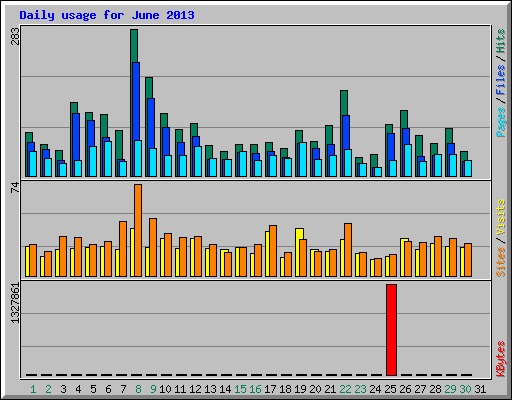 Daily usage for June 2013
283
Pages / Files / Hits
74
Sites / Visits
1327861
KBytes
1 2 3 4 5 6 7 8 9 10 11 12 13 14 15 16 17 18 19 20 21 22 23 24 25 26 27 28 29 30 31